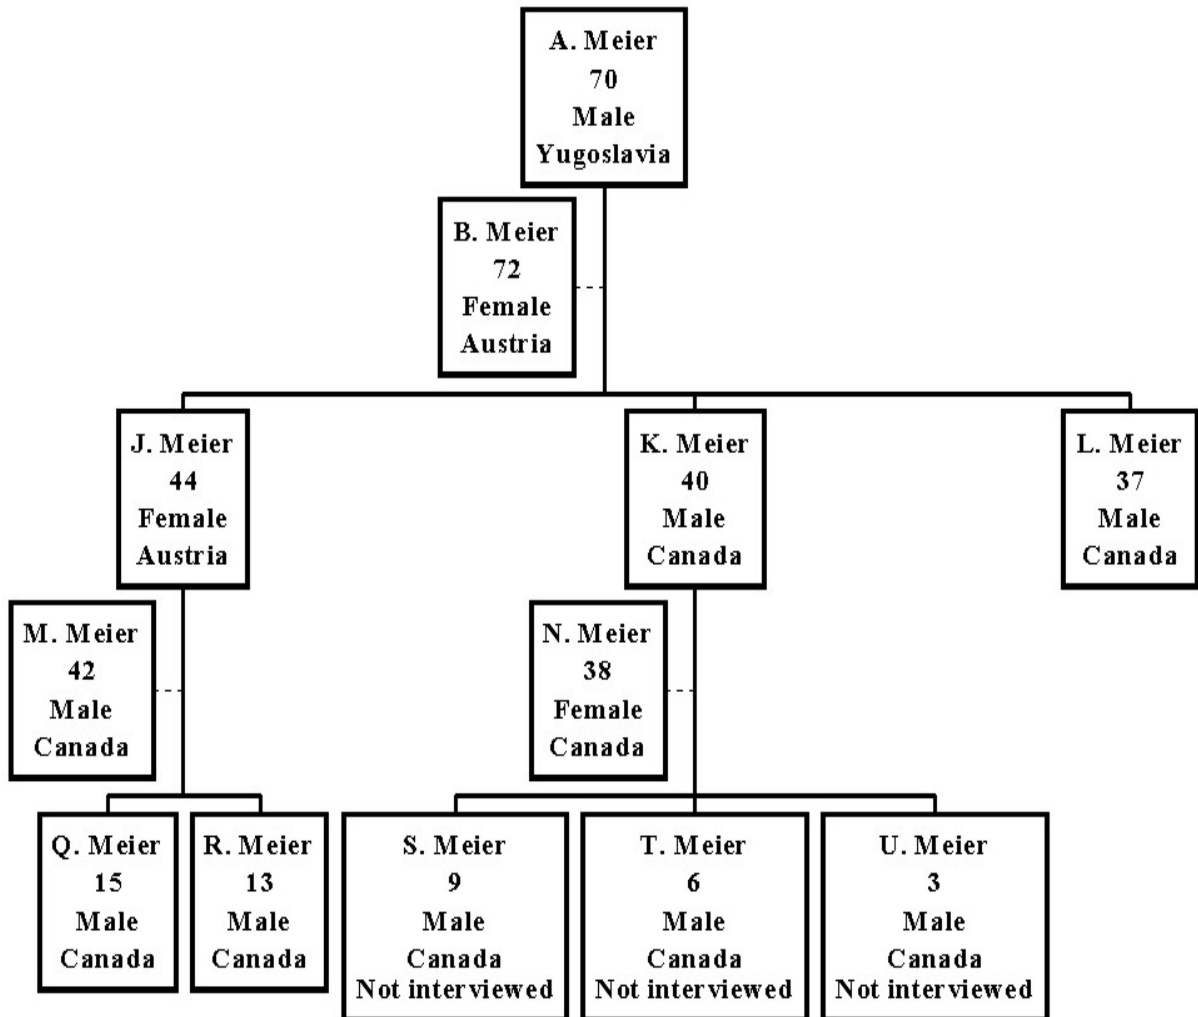 A. Meier
70
Male
Yugoslavia
B. Meier
72
Female
Austria
J. Meier
44
Female
Austria
K. Meier
40
Male
Canada
L. Meier
37
Male
Canada
M. Meier
42
Male
Canada
N. Meier
38
Female
Canada
Q. Meier
15
Male
Canada
R. Meier
13
Male
Canada
S. Meier
9
Male
Canada
Not interviewed
T. Meier
6
Male
Canada
Not interviewed
U. Meier
3
Male
Canada
Not interviewed